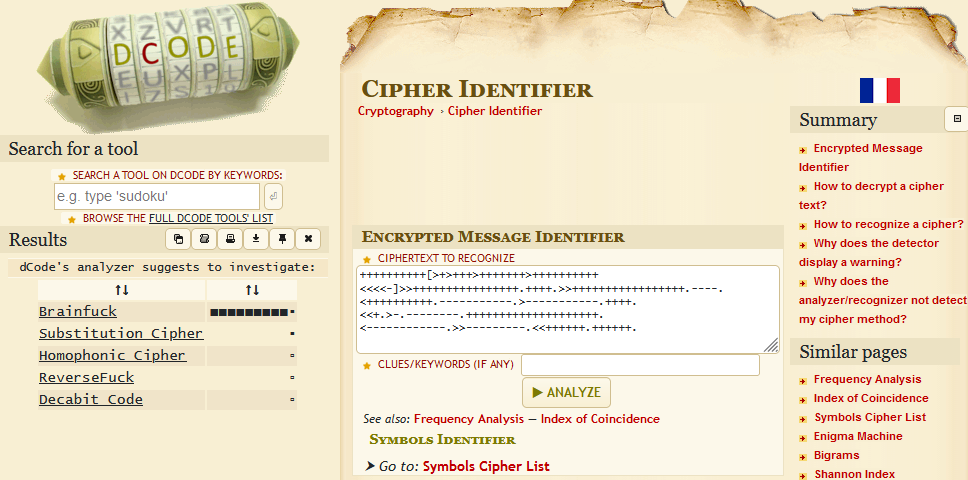 X Z V R T
D C O D E
E U X P L
Search for a tool
SEARCH A TOOL ON DCODE BY KEYWORDS:
e.g. type 'sudoku'
BROWSE THE FULL DCODE TOOLS' LIST
Results
dCode's analyzer suggests to investigate:
↑↓ ↑↓
Brainfuck ■■■■■■■■■▪
Substitution Cipher ▪
Homophonic Cipher ▫
ReverseFuck ▫
Decabit Code ▫
CIPHER IDENTIFIER
Cryptography › Cipher Identifier
ENCRYPTED MESSAGE IDENTIFIER
CIPHERTEXT TO RECOGNIZE
++++++++++[>+>+++>+++++++>++++++++++
<<<<-]>>++++++++++++++++.++++.>>+++++++++++++++++.----.
<++++++++++.-----------.>-----------.++++.
<<+.>-.--------.++++++++++++++++++++.
<------------.>>---------.<<++++++.++++++.
CLUES/KEYWORDS (IF ANY)
▶ ANALYZE
See also: Frequency Analysis — Index of Coincidence
SYMBOLS IDENTIFIER
➤ Go to: Symbols Cipher List
Summary
Encrypted Message
Identifier
How to decrypt a cipher
text?
How to recognize a cipher?
Why does the detector
display a warning?
Why does the
analyzer/recognizer not detect
my cipher method?
Similar pages
Frequency Analysis
Index of Coincidence
Symbols Cipher List
Enigma Machine
Bigrams
Shannon Index